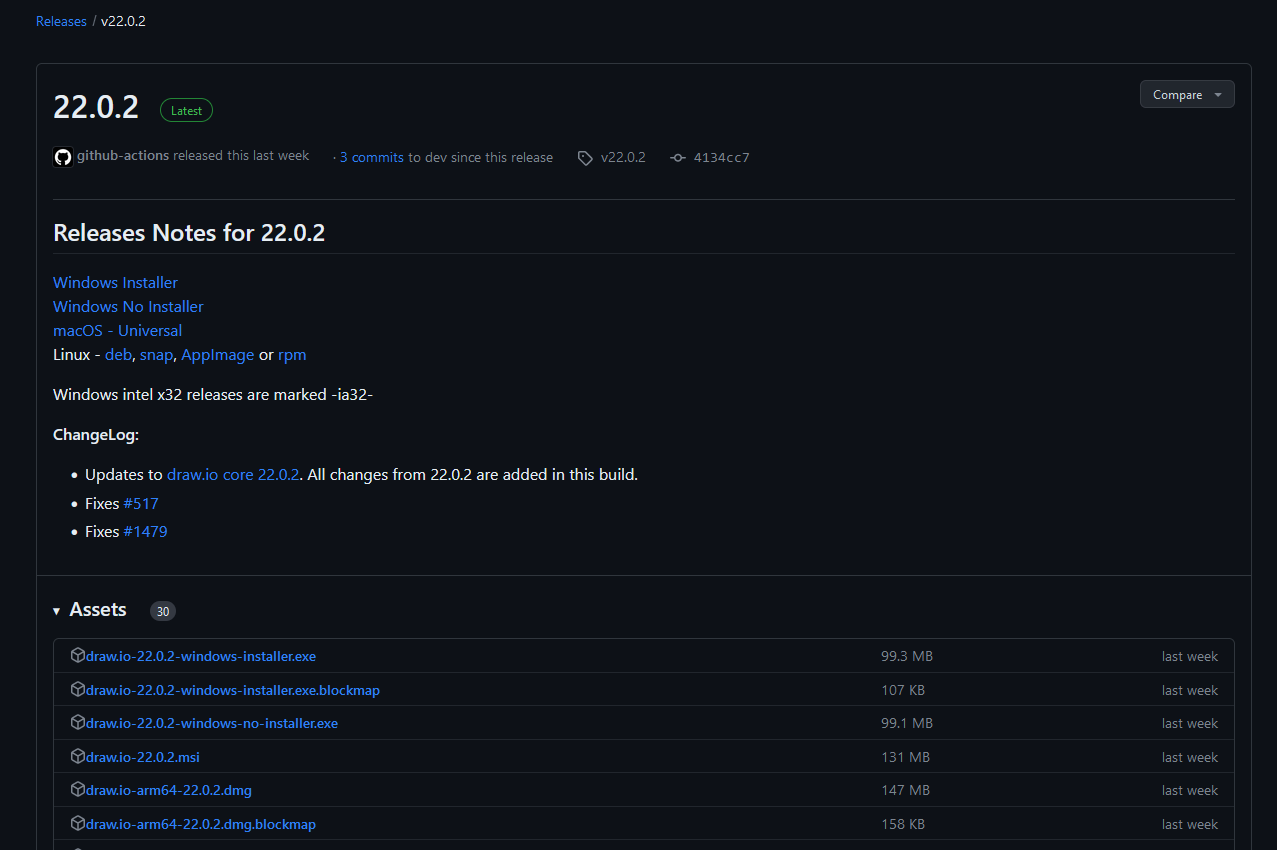 Releases / v22.0.2
22.0.2 Latest
Compare
github-actions released this last week · 3 commits to dev since this release v22.0.2 4134cc7
Releases Notes for 22.0.2
Windows Installer
Windows No Installer
macOS - Universal
Linux - deb, snap, AppImage or rpm
Windows intel x32 releases are marked -ia32-
ChangeLog:
• Updates to draw.io core 22.0.2. All changes from 22.0.2 are added in this build.
• Fixes #517
• Fixes #1479
Assets 30
draw.io-22.0.2-windows-installer.exe 99.3 MB last week
draw.io-22.0.2-windows-installer.exe.blockmap 107 KB last week
draw.io-22.0.2-windows-no-installer.exe 99.1 MB last week
draw.io-22.0.2.msi 131 MB last week
draw.io-arm64-22.0.2.dmg 147 MB last week
draw.io-arm64-22.0.2.dmg.blockmap 158 KB last week